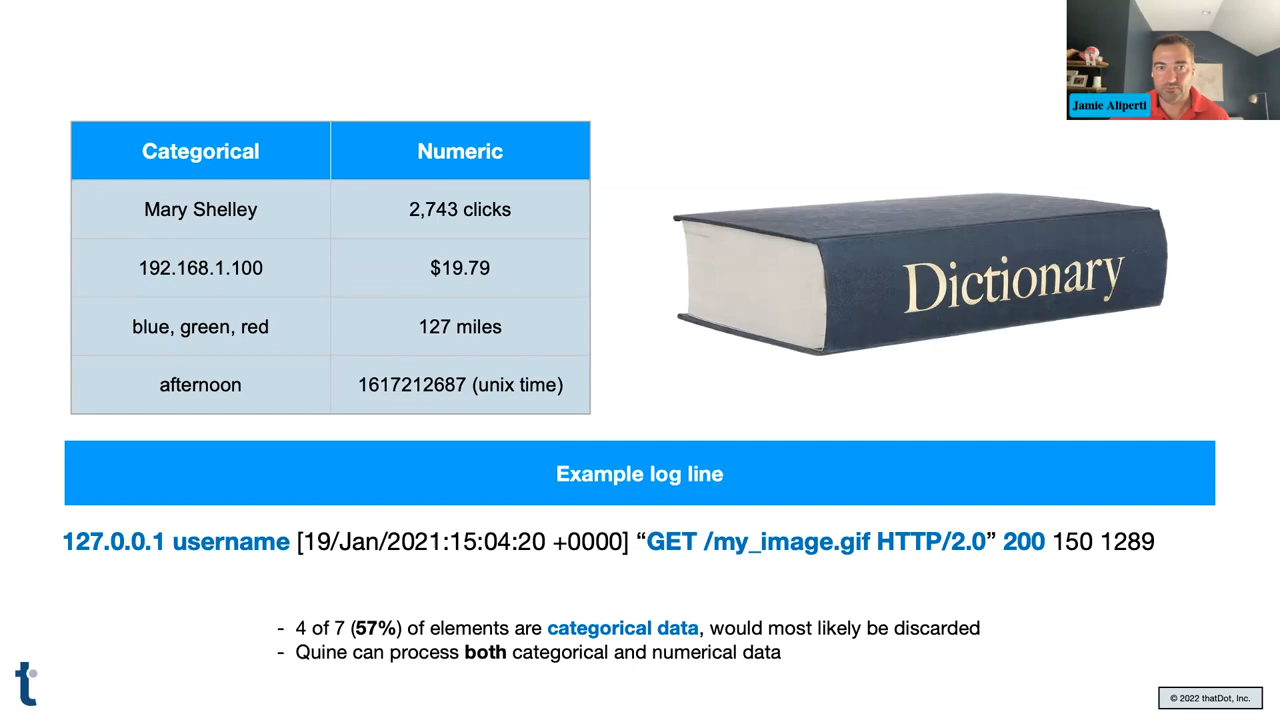 Jamie Aliperti
Categorical Numeric
Mary Shelley 2,743 clicks
192.168.1.100 $19.79
blue, green, red 127 miles
afternoon 1617212687 (unix time)
Dictionary
Example log line
127.0.0.1 username [19/Jan/2021:15:04:20 +0000] “GET /my_image.gif HTTP/2.0” 200 150 1289
- 4 of 7 (57%) of elements are categorical data, would most likely be discarded
- Quine can process both categorical and numerical data
t
© 2022 thatDot, Inc.